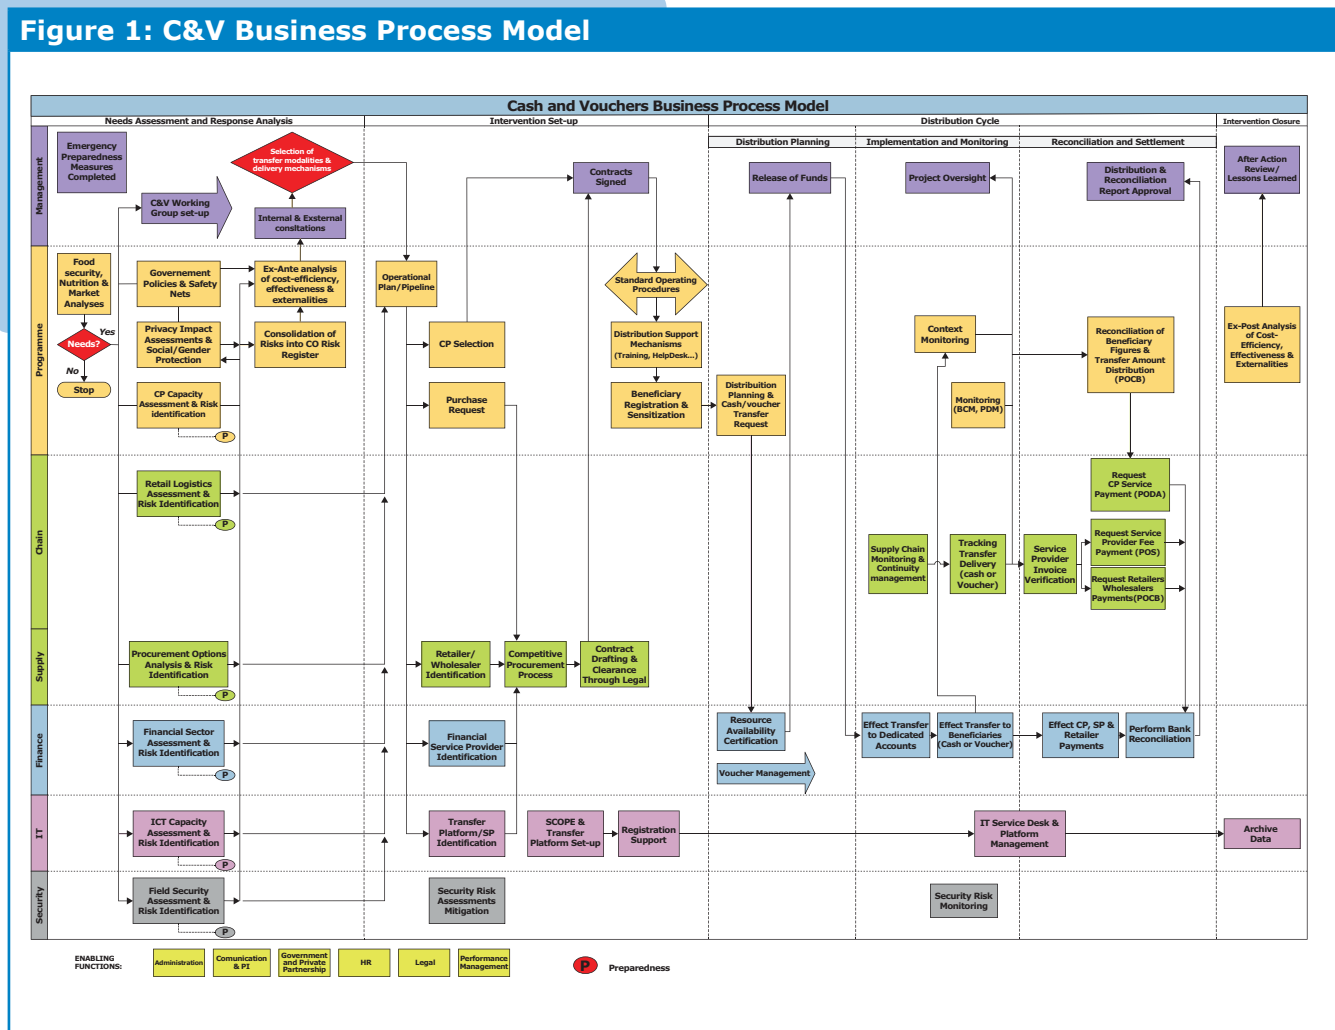 Figure 1: C&V Business Process Model
Cash and Vouchers Business Process Model
Needs Assessment and Response Analysis
Intervention Set-up
Distribution Cycle
Intervention Closure
Distribution Planning
Implementation and Monitoring
Reconciliation and Settlement
Management
Emergency
Preparedness
Measures
Completed
C&V Working
Group set-up
Selection of
transfer modalities &
delivery mechanisms
Internal & Exsternal
consltations
Contracts
Signed
Release of Funds
Project Oversight
Distribution &
Reconciliation
Report Approval
After Action
Review/
Lessons Learned
Programme
Food
security,
Nutrition &
Market
Analyses
Needs?
Yes
No
Stop
Governement
Policies & Safety
Nets
Privacy Impact
Assessments &
Social/Gender
Protection
CP Capacity
Assessment & Risk
identification
P
Ex-Ante analysis
of cost-efficiency,
effectiveness &
externalities
Consolidation of
Risks into CO Risk
Register
Operational
Plan/Pipeline
CP Selection
Purchase
Request
Standard Operating
Procedures
Distribution Support
Mechanisms
(Training, HelpDesk...)
Beneficiary
Registration &
Sensitization
Distribuition
Planning &
Cash/voucher
Transfer
Request
Context
Monitoring
Monitoring
(BCM, PDM)
Reconciliation of
Beneficiary
Figures &
Transfer Amount
Distribution
(POCB)
Ex-Post Analysis
of Cost-
Efficiency,
Effectiveness &
Externalities
Chain
Retail Logistics
Assessment &
Risk Identification
P
Supply Chain
Monitoring &
Continuity
management
Tracking
Transfer
Delivery
(cash or
Voucher)
Service
Provider
Invoice
Verification
Request
CP Service
Payment (PODA)
Request Service
Provider Fee
Payment (POS)
Request Retailers
Wholesalers
Payments(POCB)
Supply
Procurement Options
Analysis & Risk
Identification
P
Retailer/
Wholesaler
Identification
Competitive
Procurement
Process
Contract
Drafting &
Clearance
Through Legal
Finance
Financial Sector
Assessment &
Risk Identification
P
Financial
Service Provider
Identification
Resource
Availability
Certification
Voucher Management
Effect Transfer
to Dedicated
Accounts
Effect Transfer to
Beneficiaries
(Cash or Voucher)
Effect CP, SP &
Retailer
Payments
Perform Bank
Reconciliation
IT
ICT Capacity
Assessment &
Risk Identification
P
Transfer
Platform/SP
Identification
SCOPE &
Transfer
Platform Set-up
Registration
Support
IT Service Desk &
Platform
Management
Archive
Data
Security
Field Security
Assessment &
Risk Identification
P
Security Risk
Assessments
Mitigation
Security Risk
Monitoring
ENABLING
FUNCTIONS:
Administration
Comunication
& PI
Government
and Private
Partnership
HR
Legal
Performance
Management
P
Preparedness